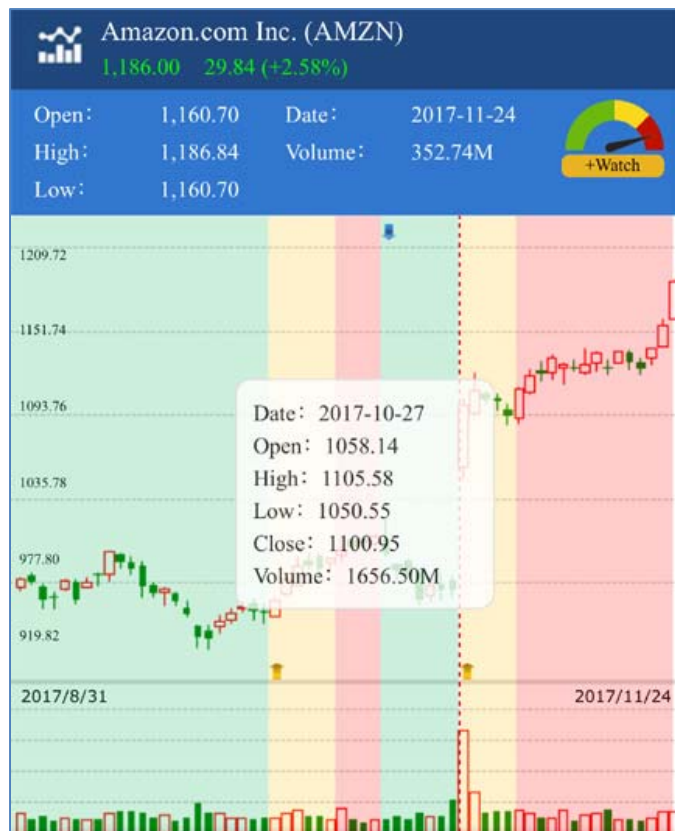 Amazon.com Inc. (AMZN)
1,186.00 29.84 (+2.58%)
Open: 1,160.70 Date: 2017-11-24
High: 1,186.84 Volume: 352.74M
Low: 1,160.70
+Watch
1209.72
1151.74
1093.76
1035.78
977.80
919.82
Date: 2017-10-27
Open: 1058.14
High: 1105.58
Low: 1050.55
Close: 1100.95
Volume: 1656.50M
2017/8/31 2017/11/24